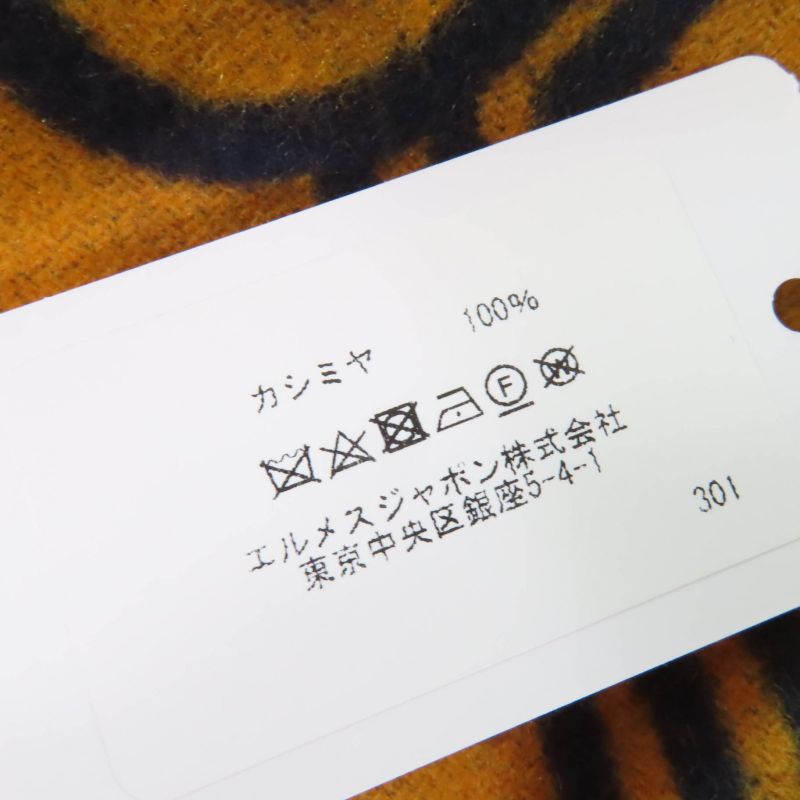 カシミヤ 100%
F W
エルメスジャポン株式会社
東京中央区銀座5-4-1
301